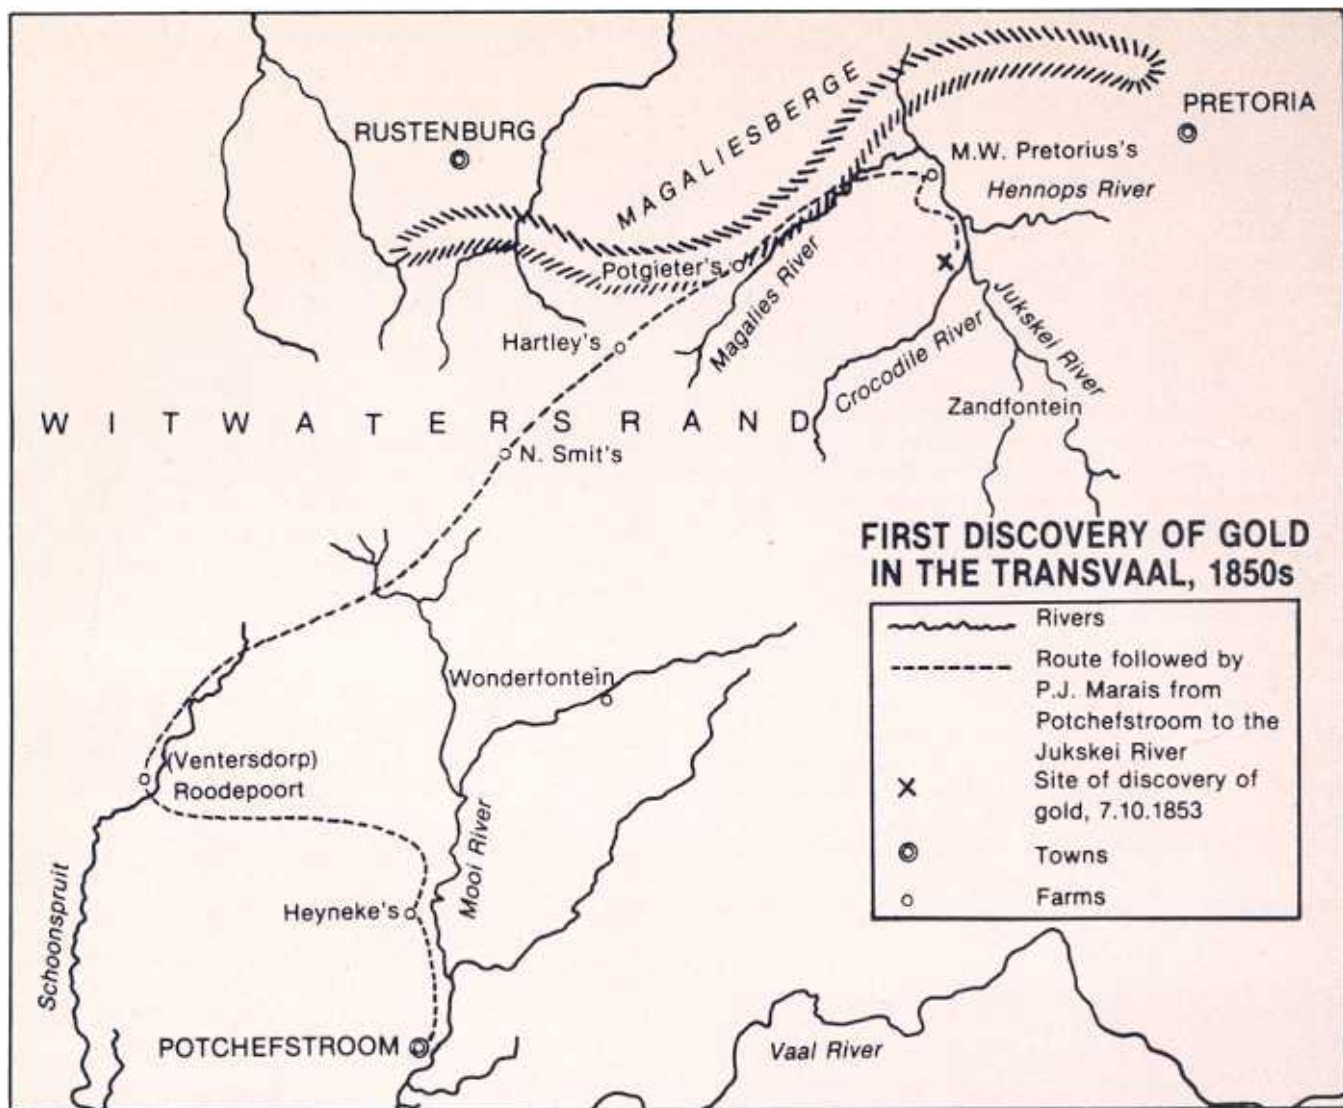 PRETORIA
RUSTENBURG
MAGALIESBERGE
M.W. Pretorius's
Hennops River
Potgieter's
Magalies River
Jukskei River
Hartley's
Crocodile River
Zandfontein
WITWATERSRAND
N. Smit's
FIRST DISCOVERY OF GOLD
IN THE TRANSVAAL, 1850s
Rivers
Route followed by
P.J. Marais from
Potchefstroom to the
Jukskei River
Site of discovery of
gold, 7.10.1853
Towns
Farms
Wonderfontein
(Ventersdorp)
Roodepoort
Mooi River
Heyneke's
Schoonspruit
POTCHEFSTROOM
Vaal River